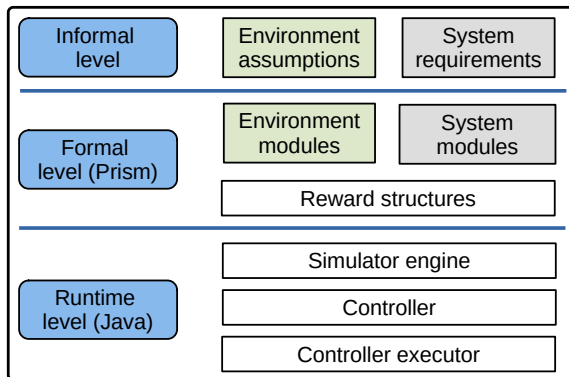 Informal
level
Environment
assumptions
System
requirements
Formal
level (Prism)
Environment
modules
System
modules
Reward structures
Runtime
level (Java)
Simulator engine
Controller
Controller executor